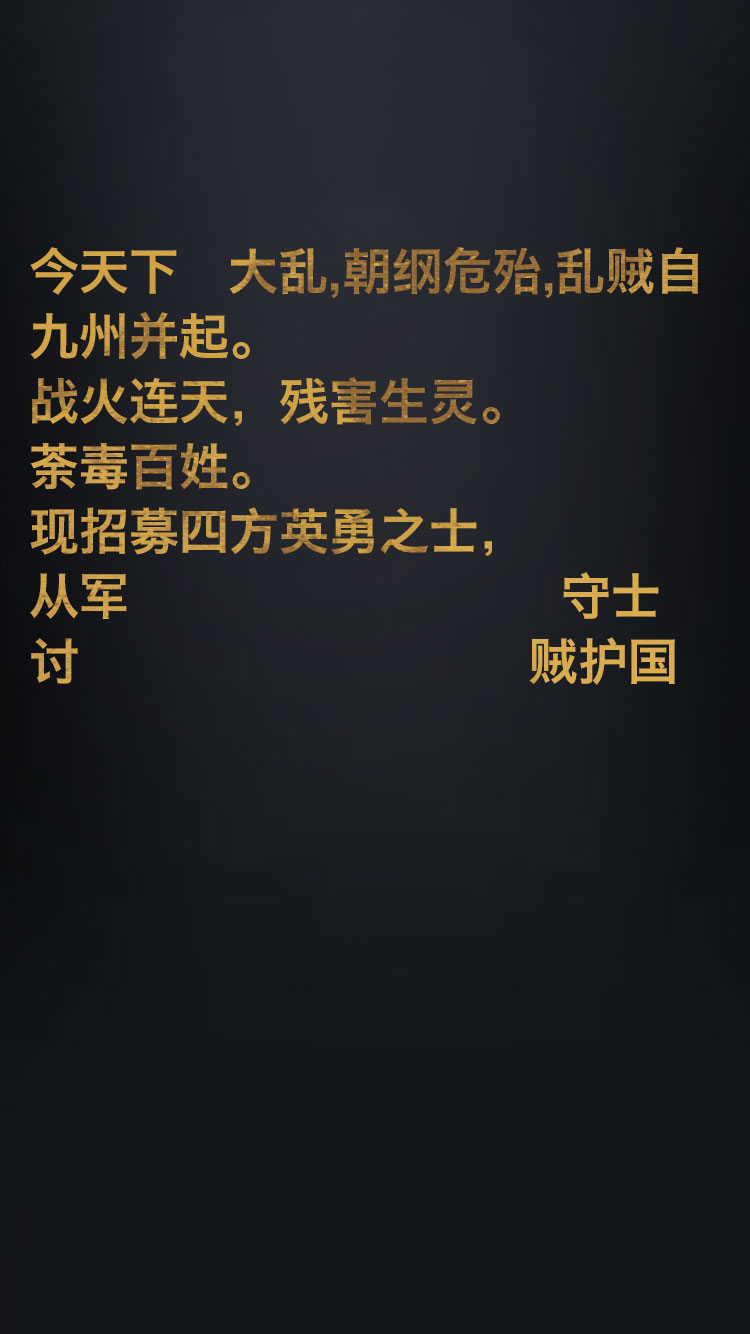 今天下 大乱,朝纲危殆,乱贼自
九州并起。
战火连天，残害生灵。
荼毒百姓。
现招募四方英勇之士,
从军 守士
讨 贼护国